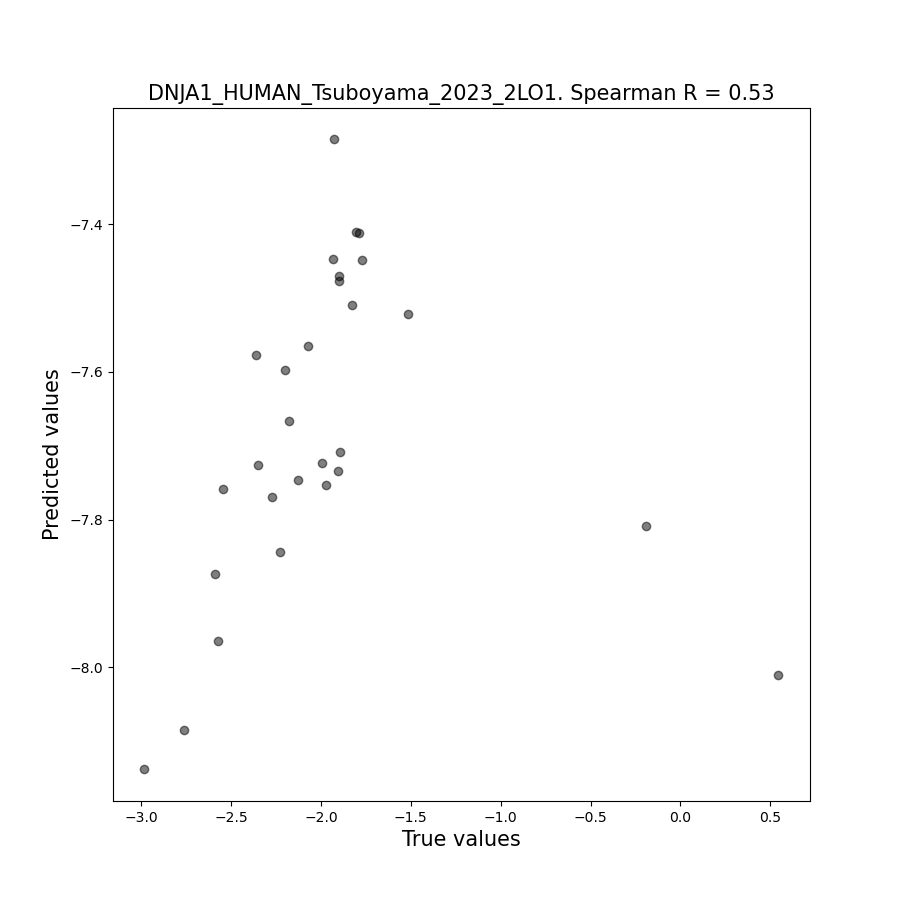 DNJA1_HUMAN_Tsuboyama_2023_2LO1. Spearman R = 0.53
−7.4
−7.6
−7.8
−8.0
Predicted values
−3.0 −2.5 −2.0 −1.5 −1.0 −0.5 0.0 0.5
True values